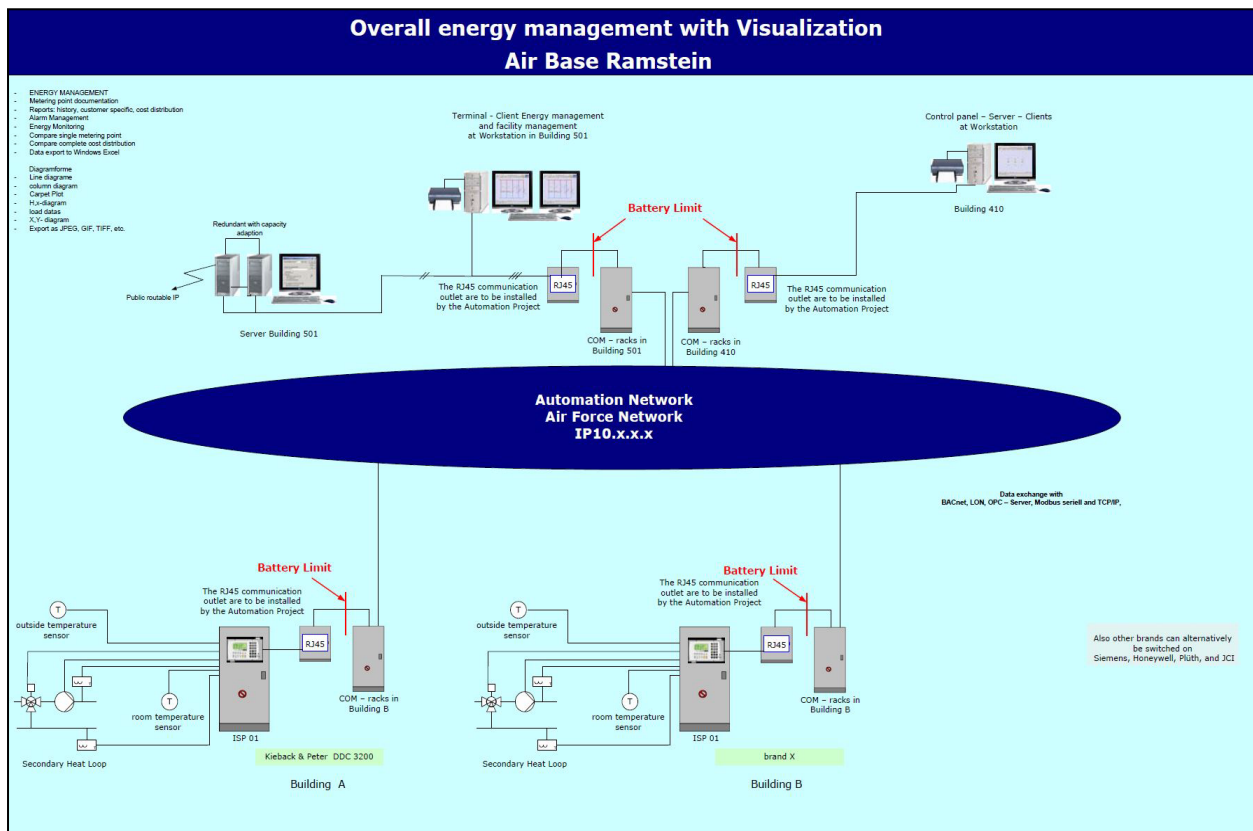 Overall energy management with Visualization
Air Base Ramstein
- ENERGY MANAGEMENT
- Metering point documentation
- Reports: history, customer specific, cost distribution
- Alarm Management
- Energy Monitoring
- Compare single metering point
- Compare complete cost distribution
- Data export to Windows Excel
Diagramforme
- Line diagrame
- column diagram
- Carpet Plot
- H,x-diagram
- load datas
- X,Y- diagram
- Export as JPEG, GIF, TIFF, etc.
Terminal - Client Energy management
and facility management
at Workstation in Building 501
Control panel – Server – Clients
at Workstation
Building 410
Redundant with capacity
adaption
Public routable IP
Server Building 501
Battery Limit
RJ45
RJ45
The RJ45 communication
outlet are to be installed
by the Automation Project
The RJ45 communication
outlet are to be installed
by the Automation Project
COM – racks in
Building 501
COM – racks in
Building 410
Automation Network
Air Force Network
IP10.x.x.x
Data exchange with
BACnet, LON, OPC – Server, Modbus seriell and TCP/IP,
Battery Limit
The RJ45 communication
outlet are to be installed
by the Automation Project
T
outside temperature
sensor
RJ45
T
room temperature
sensor
COM – racks in
Building B
ISP 01
Secondary Heat Loop
Kieback & Peter DDC 3200
Building A
Battery Limit
The RJ45 communication
outlet are to be installed
by the Automation Project
T
outside temperature
sensor
RJ45
T
room temperature
sensor
COM – racks in
Building B
ISP 01
Secondary Heat Loop
brand X
Building B
Also other brands can alternatively
be switched on
Siemens, Honeywell, Plüth, and JCI